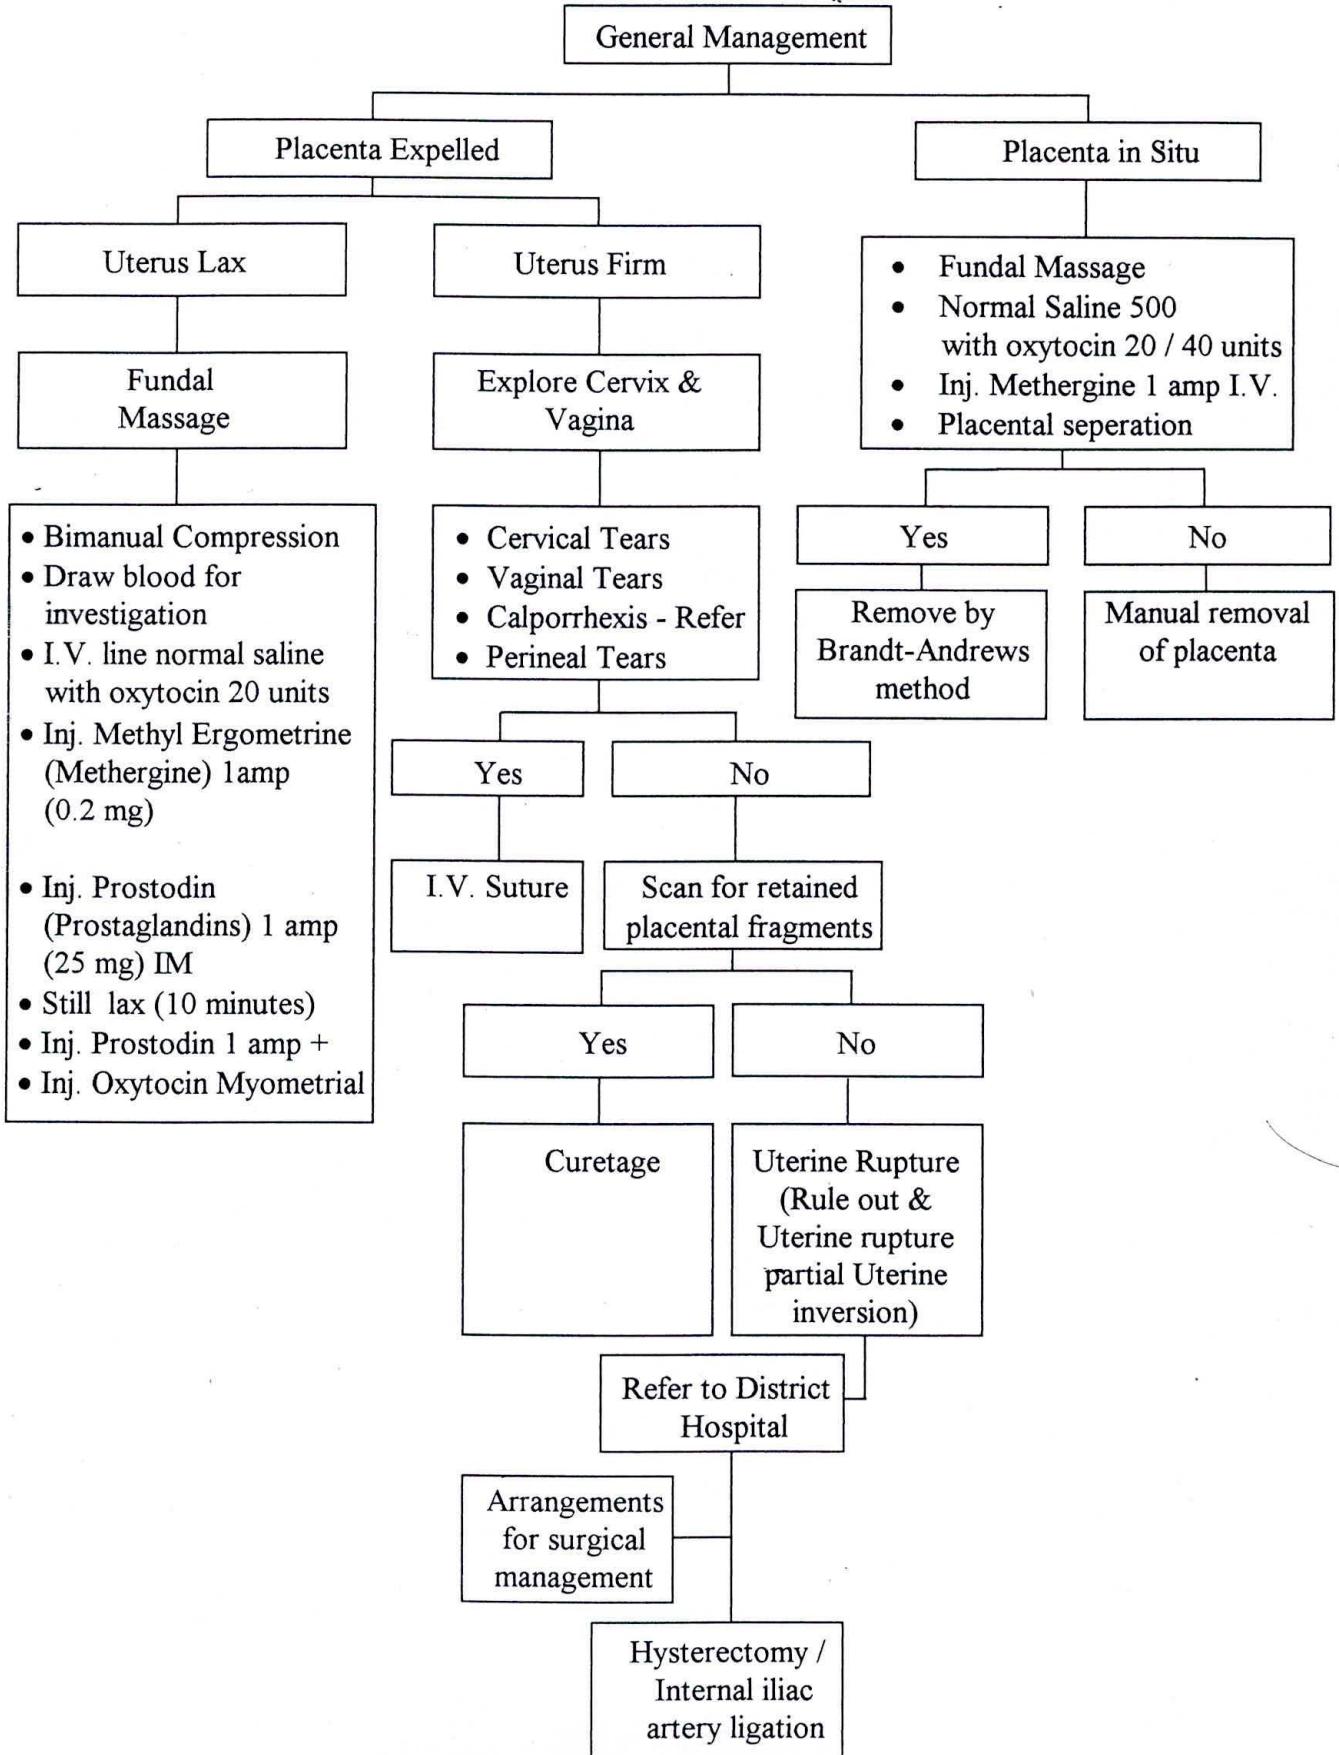 General Management
Placenta Expelled
Placenta in Situ
Uterus Lax
Uterus Firm
• Fundal Massage
• Normal Saline 500
with oxytocin 20 / 40 units
• Inj. Methergine 1 amp I.V.
• Placental seperation
Fundal
Massage
Explore Cervix &
Vagina
Yes
No
Remove by
Brandt-Andrews
method
Manual removal
of placenta
• Bimanual Compression
• Draw blood for
investigation
• I.V. line normal saline
with oxytocin 20 units
• Inj. Methyl Ergometrine
(Methergine) 1amp
(0.2 mg)
• Inj. Prostodin
(Prostaglandins) 1 amp
(25 mg) IM
• Still lax (10 minutes)
• Inj. Prostodin 1 amp +
• Inj. Oxytocin Myometrial
• Cervical Tears
• Vaginal Tears
• Calporrhexis - Refer
• Perineal Tears
Yes
No
I.V. Suture
Scan for retained
placental fragments
Yes
No
Curetage
Uterine Rupture
(Rule out &
Uterine rupture
partial Uterine
inversion)
Refer to District
Hospital
Arrangements
for surgical
management
Hysterectomy /
Internal iliac
artery ligation